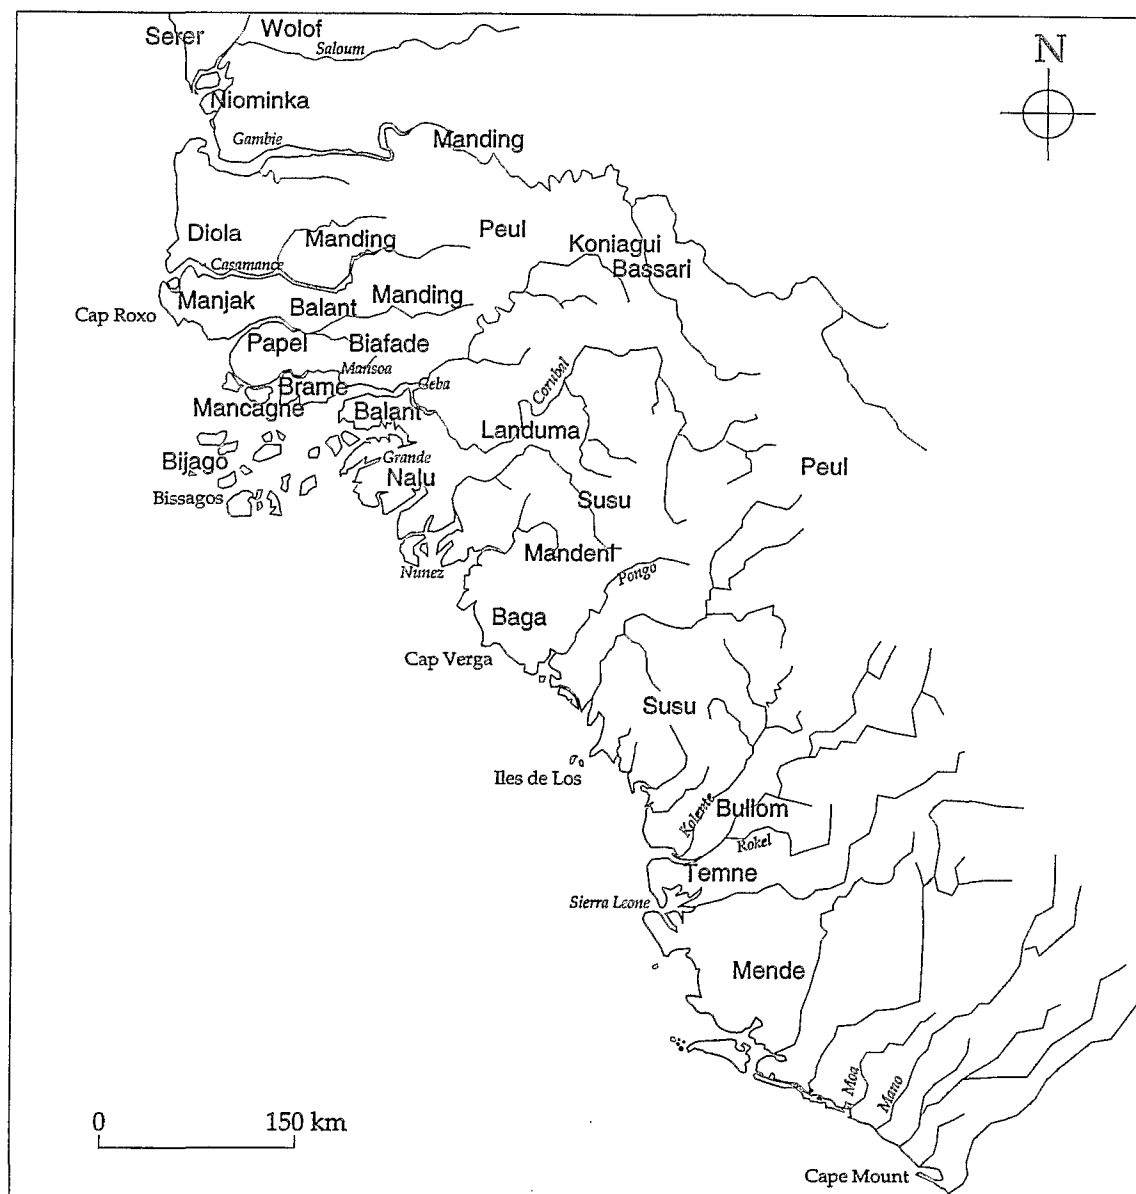 Wolof
Serer
Saloum
N
Niominka
Gambie
Manding
Diola
Manding
Peul
Koniagui
Casamance
Bassari
Manjak
Balant
Manding
Cap Roxo
Papel
Biafade
Mansoa
Brame
Geba
Corubal
Mancagne
Balant
Landuma
Bijago
Grande
Peul
Nalu
Bissagos
Susu
Mandeni
Nunez
Pongo
Baga
Cap Verga
Susu
Iles de Los
Kolente
Bullom
Rokel
Temne
Sierra Leone
Mende
Moa
Mano
0 150 km
Cape Mount